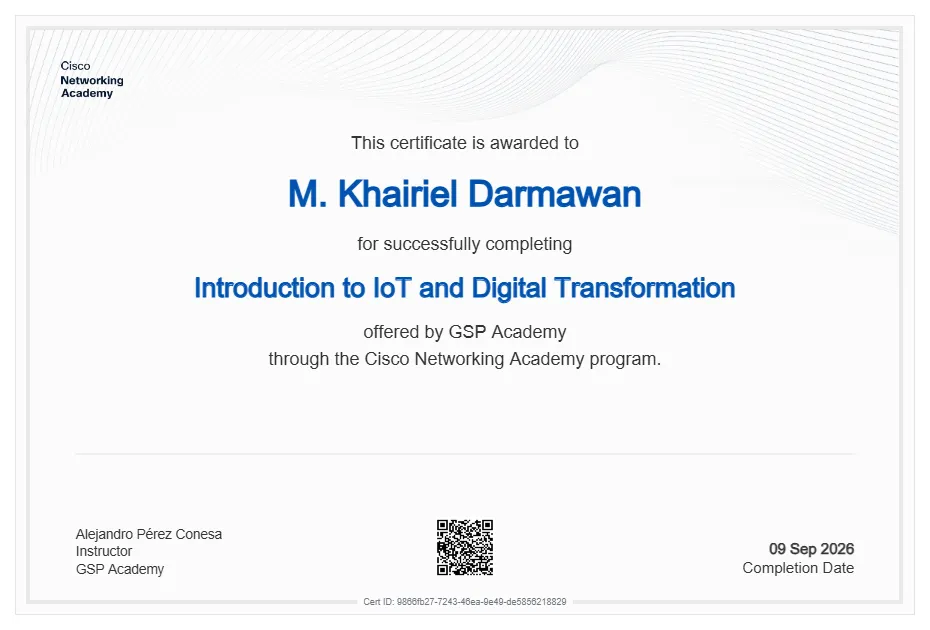 Cisco
Networking
Academy
This certificate is awarded to
M. Khairiel Darmawan
for successfully completing
Introduction to IoT and Digital Transformation
offered by GSP Academy
through the Cisco Networking Academy program.
Alejandro Pérez Conesa
Instructor
GSP Academy
09 Sep 2026
Completion Date
Cert ID: 9866fb27-7243-46ea-9e49-de5856218829